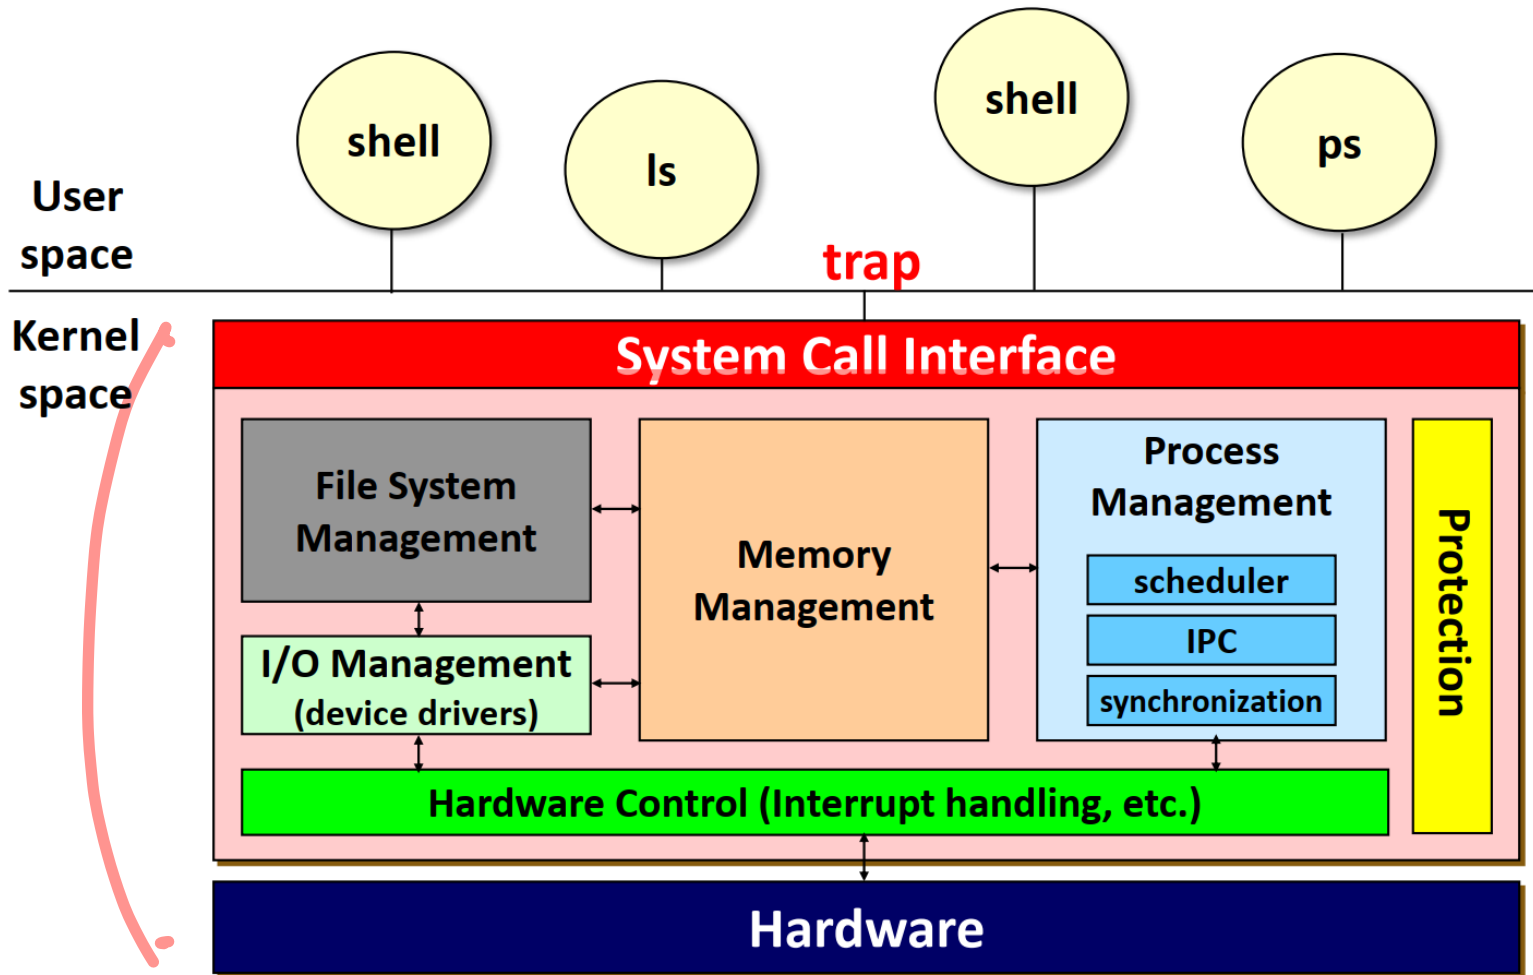 shell
ls
shell
ps
User
space
trap
Kernel
space
System Call Interface
File System
Management
Memory
Management
Process
Management
scheduler
IPC
synchronization
Protection
I/O Management
(device drivers)
Hardware Control (Interrupt handling, etc.)
Hardware